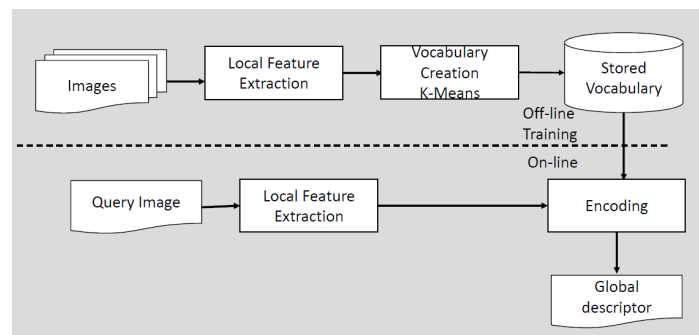 Images
Local Feature
Extraction
Vocabulary
Creation
K-Means
Stored
Vocabulary
Off-line
Training
On-line
Query Image
Local Feature
Extraction
Encoding
Global
descriptor